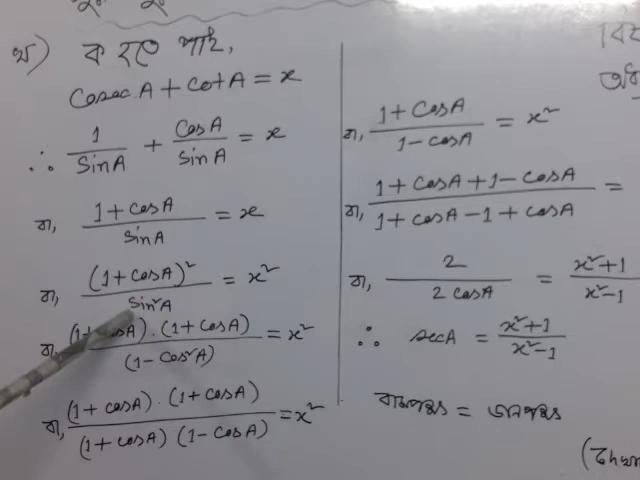 খ) ক হতে পাই,
Cosec A + Cot A = x
∴ 1/SinA + CosA/SinA = x
বা, 1+cosA/sinA = x
বা, (1+cosA)²/sin²A = x²
বা, (1+cosA).(1+cosA)/(1-cos²A) = x²
বা, (1+cosA).(1+cosA)/(1+cosA)(1-cosA) = x²
বা, 1+cosA/1-cosA = x²
বা, 1+cosA+1-cosA/1+cosA-1+cosA =
বা, 2/2cosA = x²+1/x²-1
∴ secA = x²+1/x²-1
বামপক্ষ = ডানপক্ষ